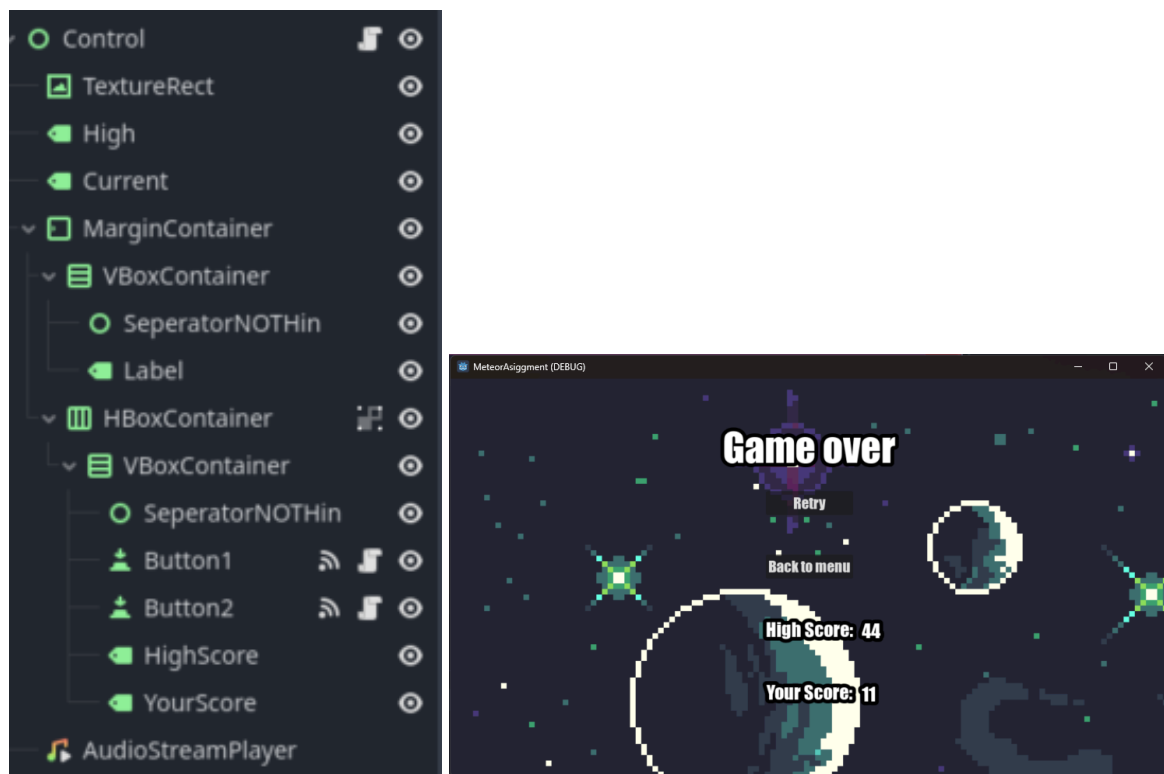 Control
TextureRect
High
Current
MarginContainer
VBoxContainer
SeperatorNOTHin
Label
HBoxContainer
VBoxContainer
SeperatorNOTHin
Button1
Button2
HighScore
YourScore
AudioStreamPlayer
MeteorAsiggment (DEBUG)
Game over
Retry
Back to menu
High Score: 44
Your Score: 11